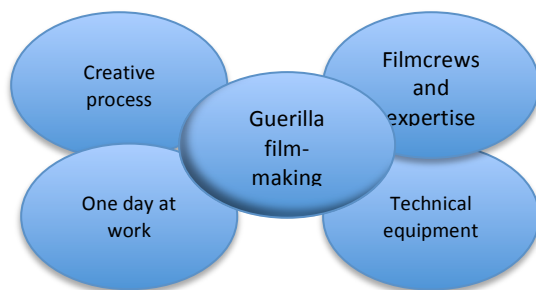 Creative
process
Filmcrews
and
expertise
Guerilla
film-
making
One day at
work
Technical
equipment